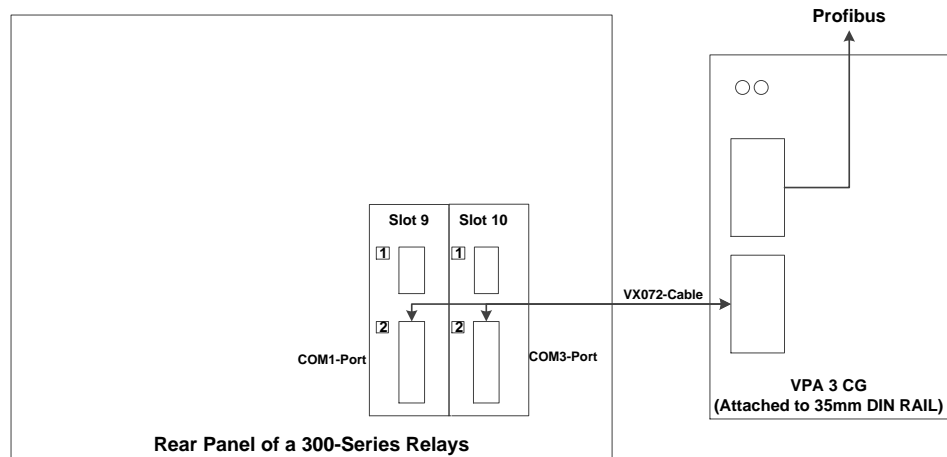 Profibus
Slot 9
Slot 10
1
1
VX072-Cable
2
2
COM1-Port
COM3-Port
VPA 3 CG
(Attached to 35mm DIN RAIL)
Rear Panel of a 300-Series Relays